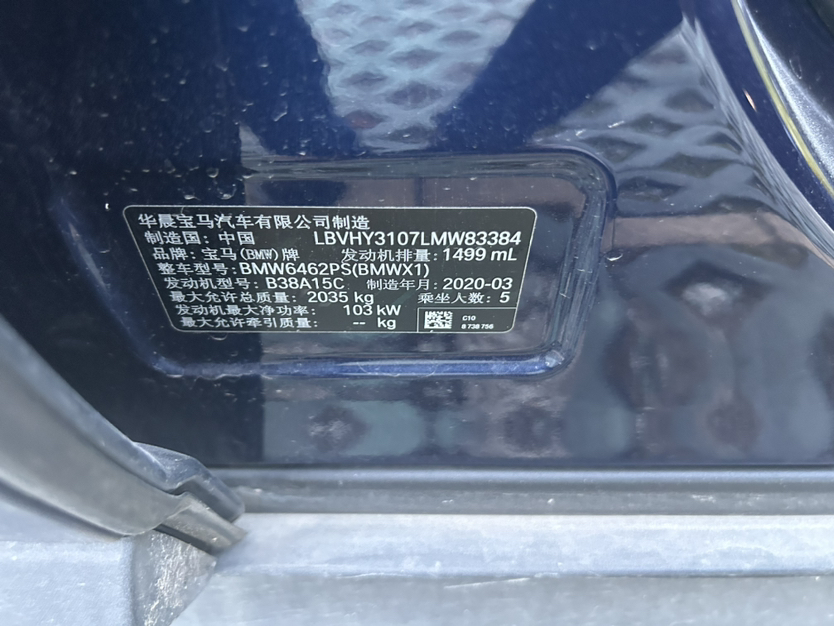 华晨宝马汽车有限公司制造
制造国：中国 LBVHY3107LMW83384
品牌：宝马(BMW)牌 发动机排量：1499 mL
整车型号：BMW6462PS(BMWX1)
发动机型号：B38A15C 制造年月：2020-03
最大允许总质量：2035 kg 乘坐人数：5
发动机最大净功率：103 kW
最大允许牵引质量：-- kg
C10
8 738 756